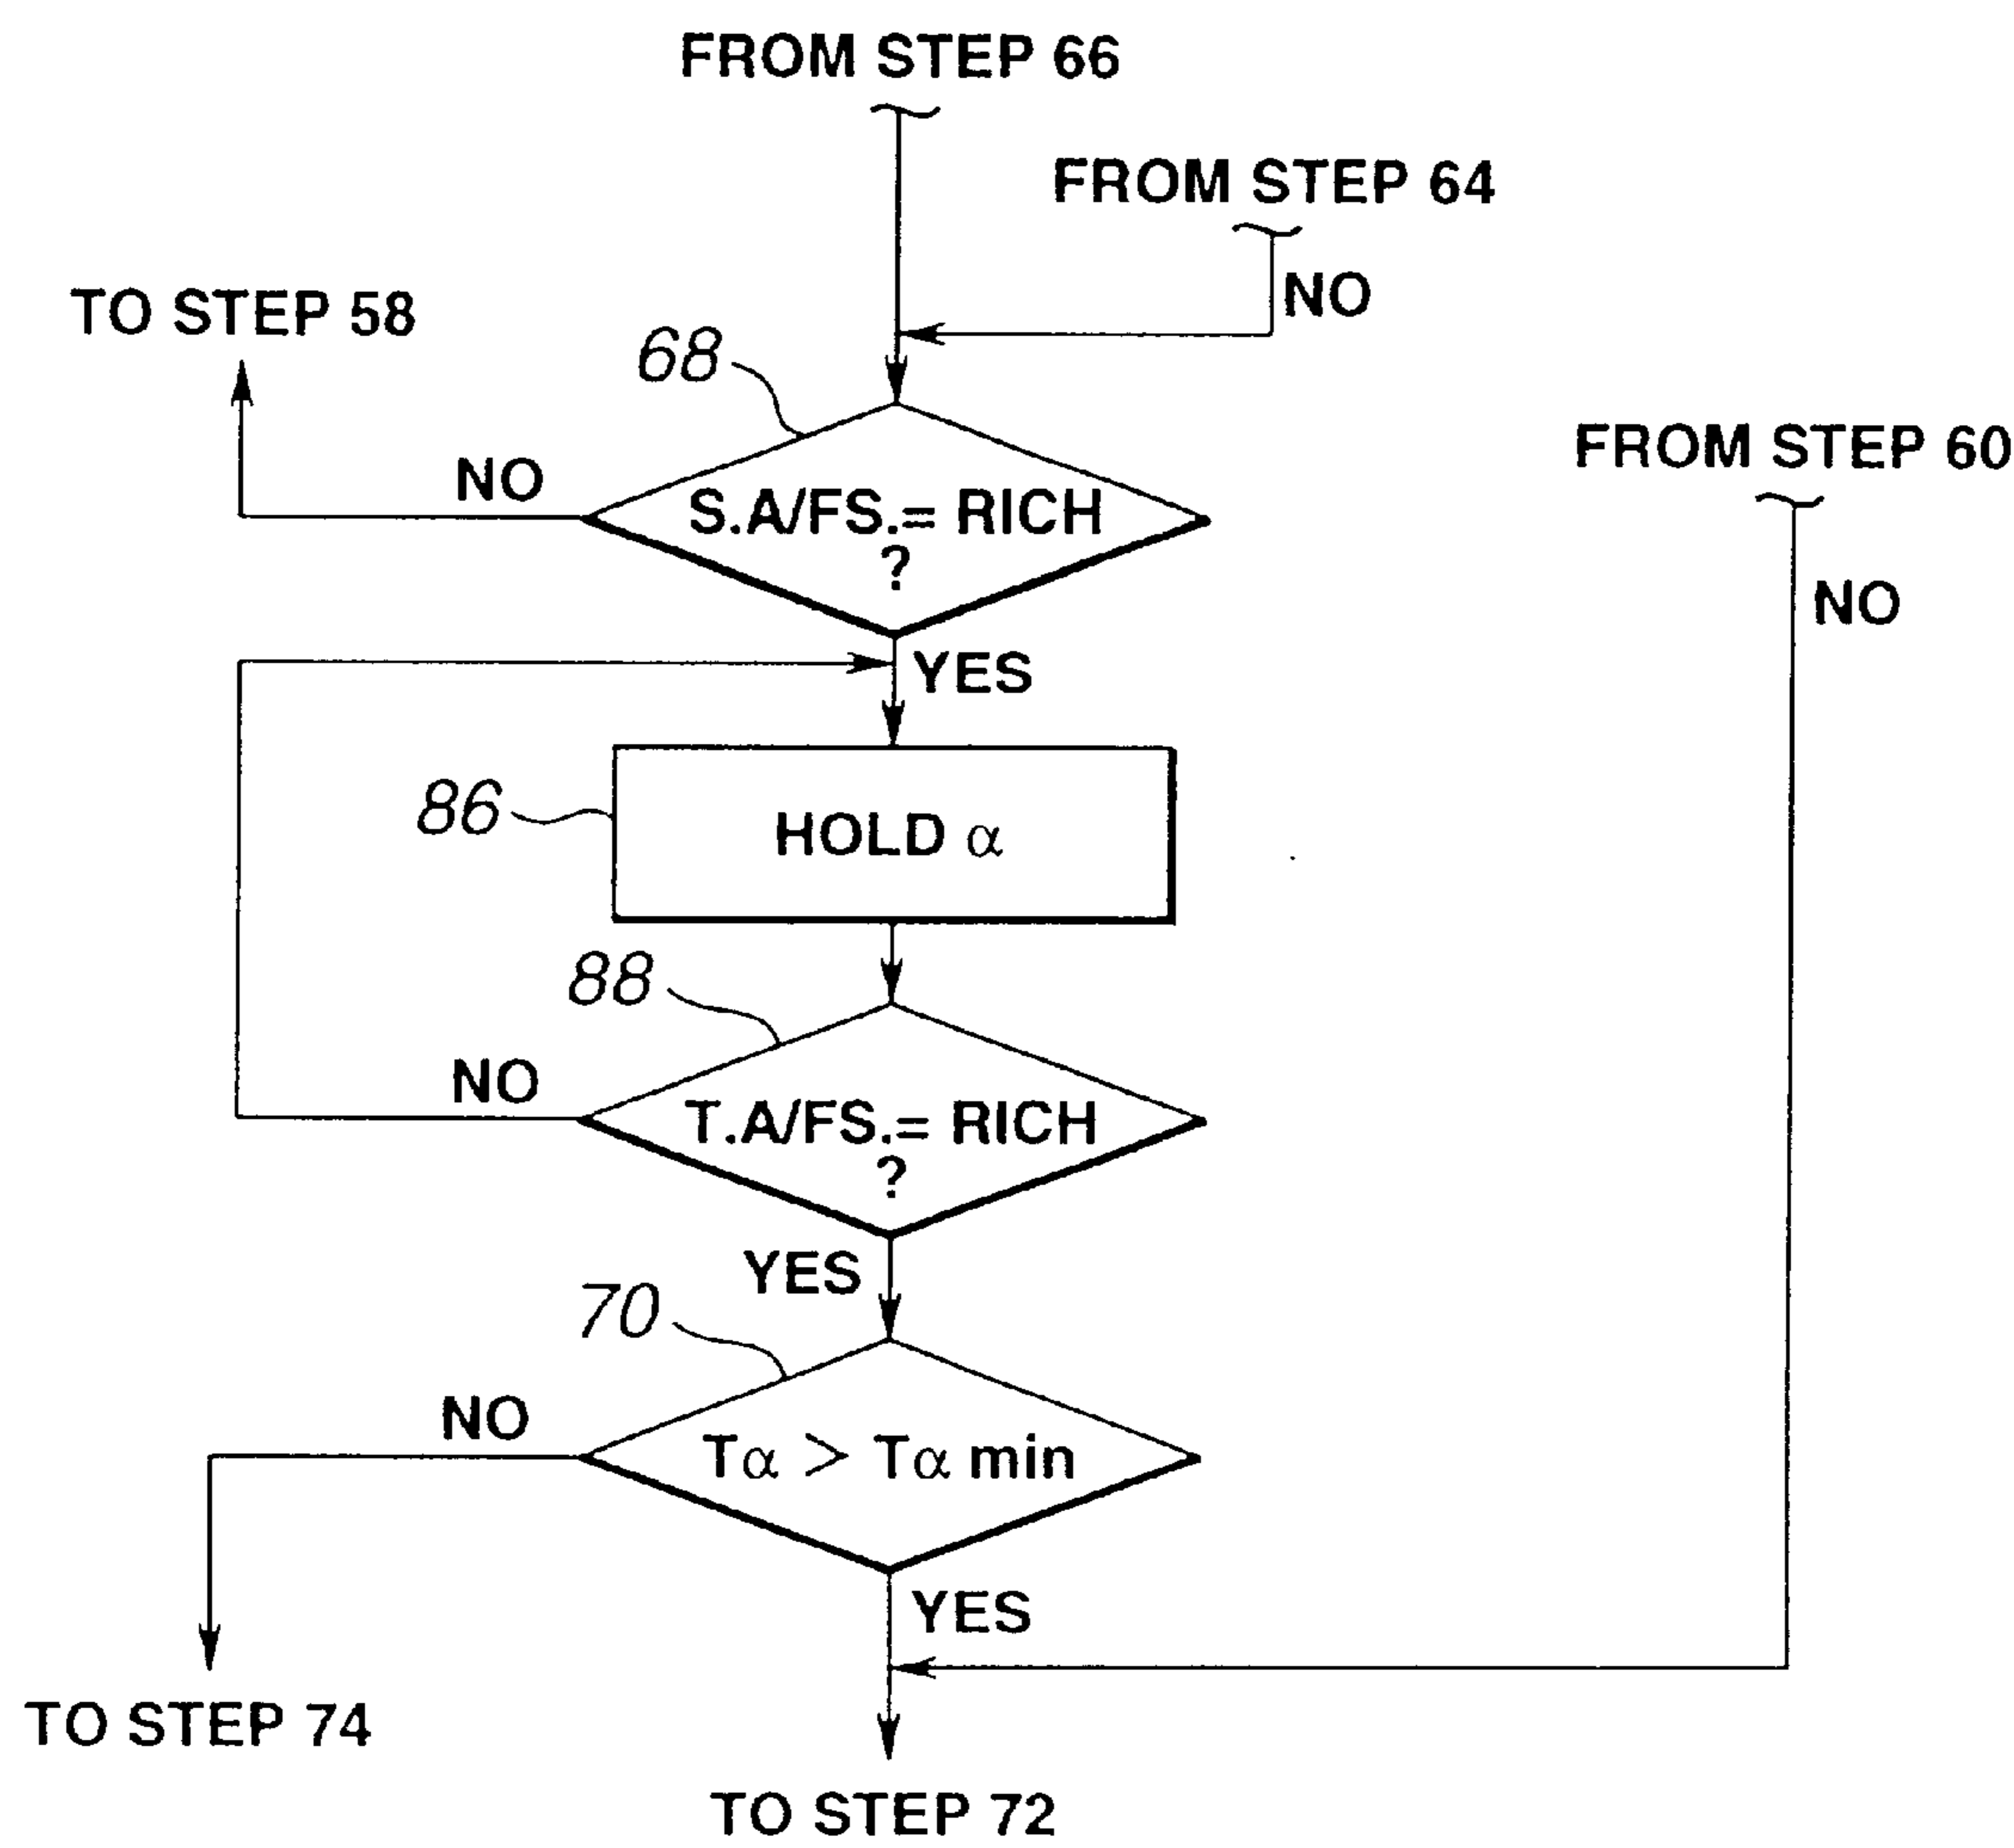 FROM STEP 66
FROM STEP 64
NO
TO STEP 58
68
FROM STEP 60
NO
S.A/FS.= RICH
?
NO
YES
86
HOLD α
88
NO
T.A/FS.= RICH
?
YES
70
NO
Tα > Tα min
YES
TO STEP 74
TO STEP 72